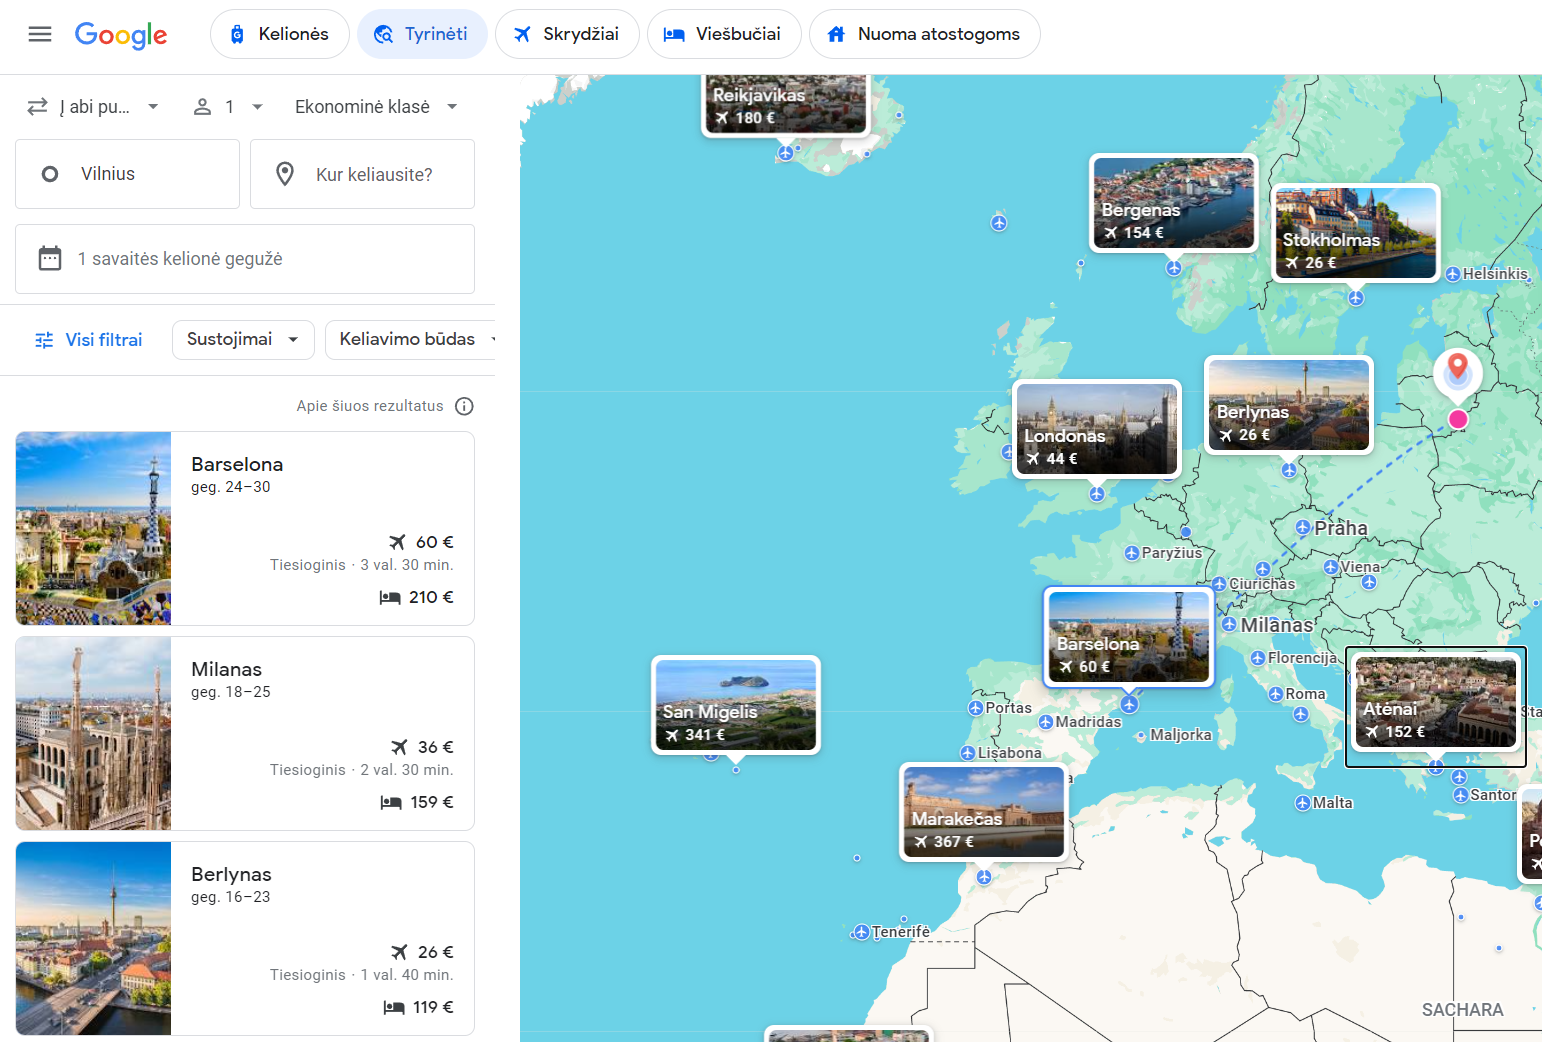 Google
Kelionės
Tyrinėti
Skrydžiai
Viešbučiai
Nuoma atostogoms
Į abi pu...
1
Ekonominė klasė
Vilnius
Kur keliausite?
1 savaitės kelionė gegužė
Visi filtrai
Sustojimai
Keliavimo būdas
Apie šiuos rezultatus
Barselona
geg. 24–30
60 €
Tiesioginis · 3 val. 30 min.
210 €
Milanas
geg. 18–25
36 €
Tiesioginis · 2 val. 30 min.
159 €
Berlynas
geg. 16–23
26 €
Tiesioginis · 1 val. 40 min.
119 €
Reikjavikas
180 €
Bergenas
154 €
Stokholmas
26 €
Helsinkis
Londonas
44 €
Berlynas
26 €
Praha
Paryžius
Viena
Ciurichas
Milanas
Barselona
60 €
Florencija
Roma
Atėnai
152 €
San Migelis
341 €
Portas
Madridas
Maljorka
Lisabona
Marakečas
367 €
Malta
Santor
Tenerifė
SACHARA